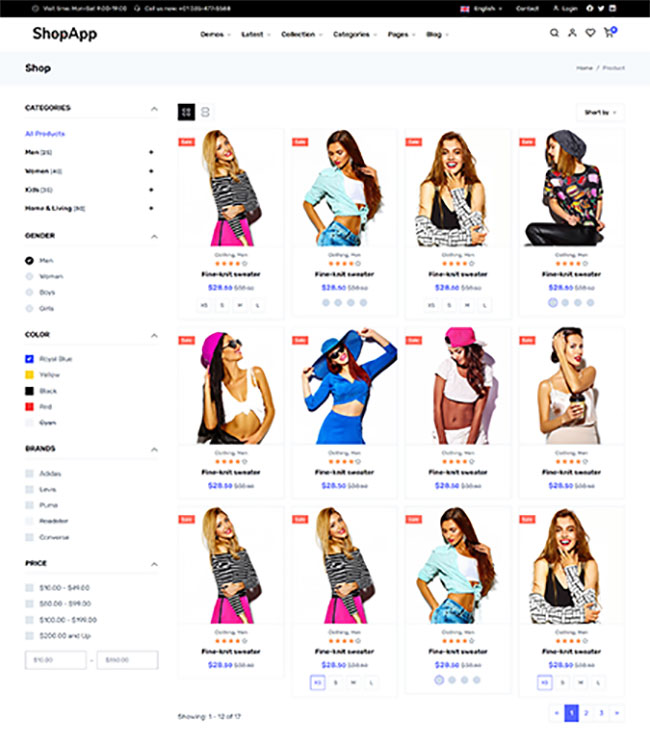 Visit time: Mon-Sat 9:00-19:00 Call us now: +01 035-477-5568 English Contact Login
ShopApp Demos Latest Collection Categories Pages Blog 0
Shop Home / Product
CATEGORIES
All Products
Men (25)
Women (40)
Kids (35)
Home & Living (80)
GENDER
Men
Woman
Boys
Girls
COLOR
Royal Blue
Yellow
Black
Red
Cyan
BRANDS
Adidas
Levis
Puma
Roadster
Converse
PRICE
$10.00 - $49.00
$50.00 - $99.00
$100.00 - $199.00
$200.00 and Up
$10.00 – $350.00
Short by
Sale Sale Sale Sale
Clothing, Men Clothing, Men Clothing, Men Clothing, Men
Fine-knit sweater Fine-knit sweater Fine-knit sweater Fine-knit sweater
$28.50 $38.50 $28.50 $38.50 $28.50 $38.50 $28.50 $38.50
XS S M L XS S M L
Sale Sale Sale Sale
Clothing, Men Clothing, Men Clothing, Men Clothing, Men
Fine-knit sweater Fine-knit sweater Fine-knit sweater Fine-knit sweater
$28.50 $38.50 $28.50 $38.50 $28.50 $38.50 $28.50 $38.50
Sale Sale Sale Sale
Clothing, Men Clothing, Men Clothing, Men Clothing, Men
Fine-knit sweater Fine-knit sweater Fine-knit sweater Fine-knit sweater
$28.50 $38.50 $28.50 $38.50 $28.50 $38.50 $28.50 $38.50
XS S M L XS S M L
Showing: 1 - 12 of 17 « 1 2 3 »